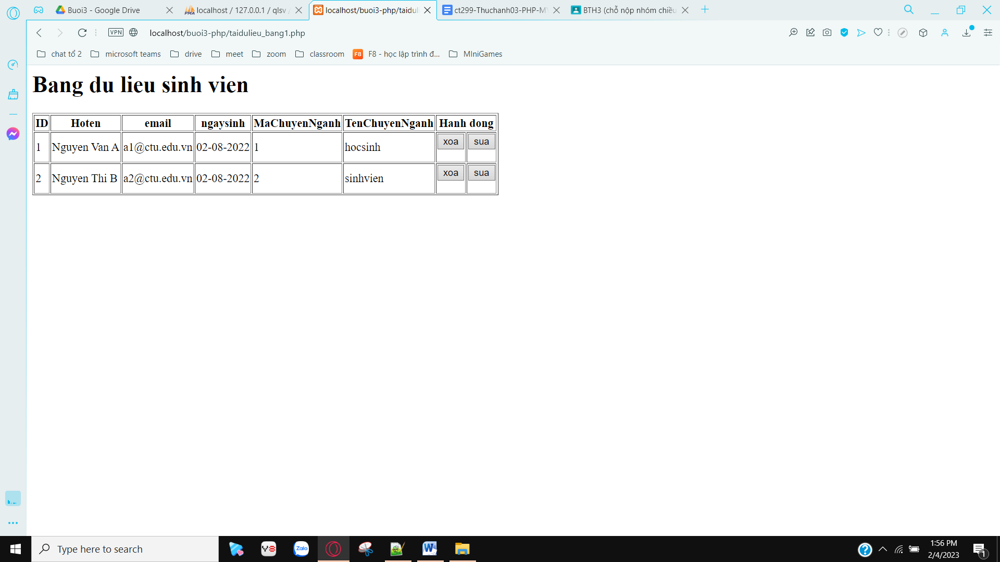 Buoi3 - Google Drive
localhost / 127.0.0.1 / qlsv
localhost/buoi3-php/taidul
ct299-Thuchanh03-PHP-MY
BTH3 (chỗ nộp nhóm chiều
VPN
localhost/buoi3-php/taidulieu_bang1.php
chat tổ 2
microsoft teams
drive
meet
zoom
classroom
F8
F8 - học lập trình đ...
MIniGames
Bang du lieu sinh vien
ID Hoten email ngaysinh MaChuyenNganh TenChuyenNganh Hanh dong
1 Nguyen Van A a1@ctu.edu.vn 02-08-2022 1 hocsinh xoa sua
2 Nguyen Thi B a2@ctu.edu.vn 02-08-2022 2 sinhvien xoa sua
Type here to search
Zalo
1:56 PM
2/4/2023
1